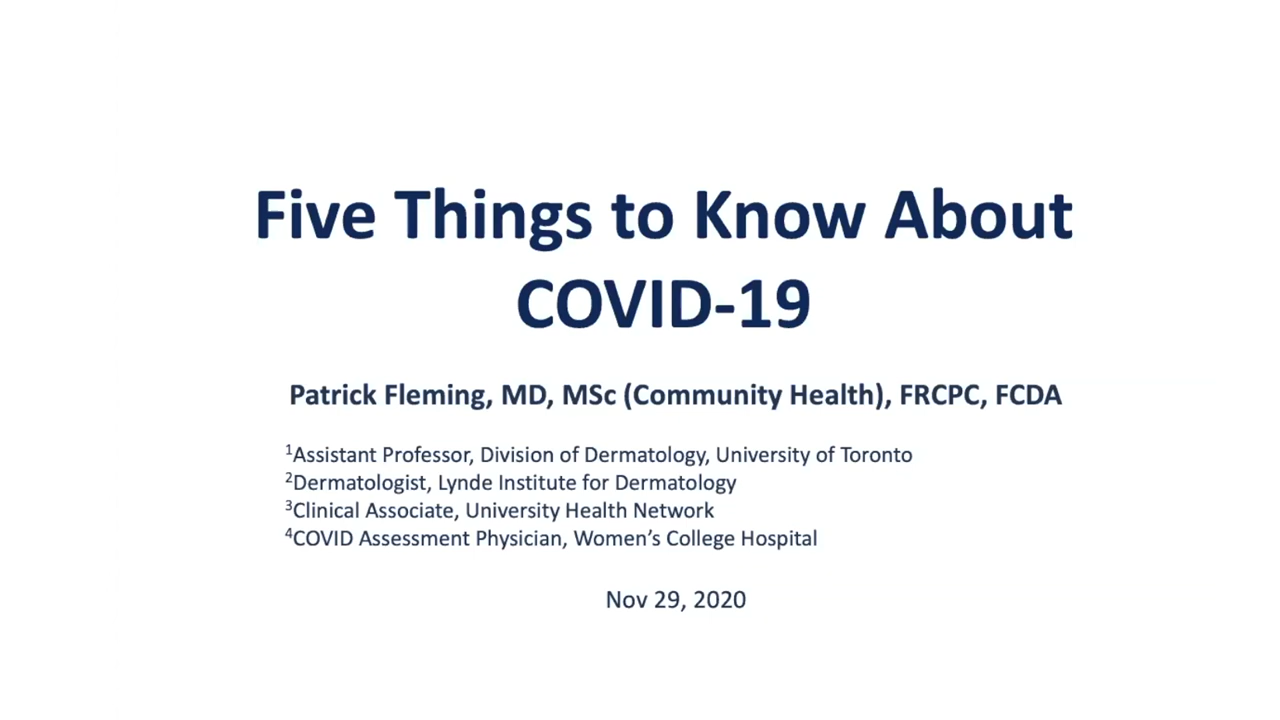 Five Things to Know About
COVID-19
Patrick Fleming, MD, MSc (Community Health), FRCPC, FCDA
¹Assistant Professor, Division of Dermatology, University of Toronto
²Dermatologist, Lynde Institute for Dermatology
³Clinical Associate, University Health Network
⁴COVID Assessment Physician, Women’s College Hospital
Nov 29, 2020